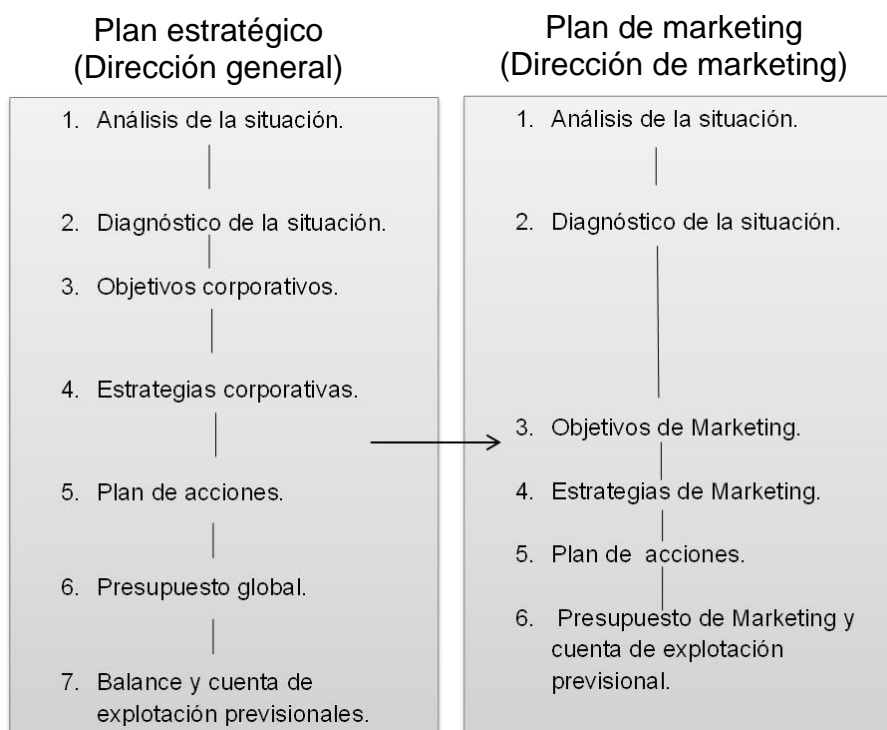 Plan estratégico
(Dirección general)
1. Análisis de la situación.
2. Diagnóstico de la situación.
3. Objetivos corporativos.
4. Estrategias corporativas.
5. Plan de acciones.
6. Presupuesto global.
7. Balance y cuenta de
explotación previsionales.
Plan de marketing
(Dirección de marketing)
1. Análisis de la situación.
2. Diagnóstico de la situación.
3. Objetivos de Marketing.
4. Estrategias de Marketing.
5. Plan de acciones.
6. Presupuesto de Marketing y
cuenta de explotación
previsional.